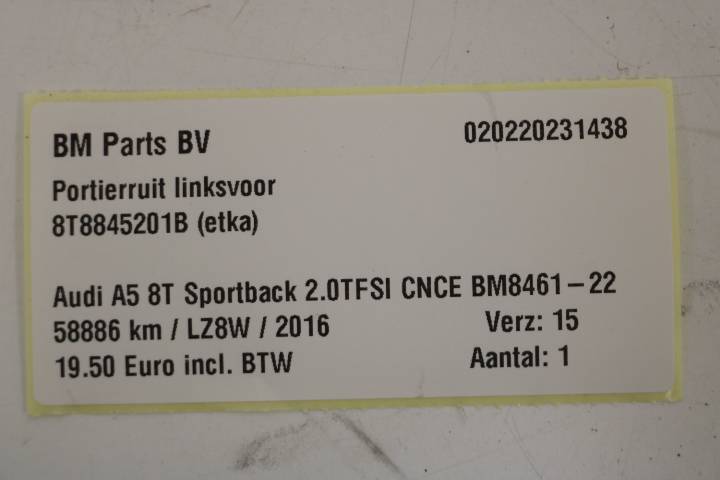 BM Parts BV 020220231438
Portierruit linksvoor
8T8845201B (etka)
Audi A5 8T Sportback 2.0TFSI CNCE BM8461-22
58886 km / LZ8W / 2016 Verz: 15
19.50 Euro incl. BTW Aantal: 1